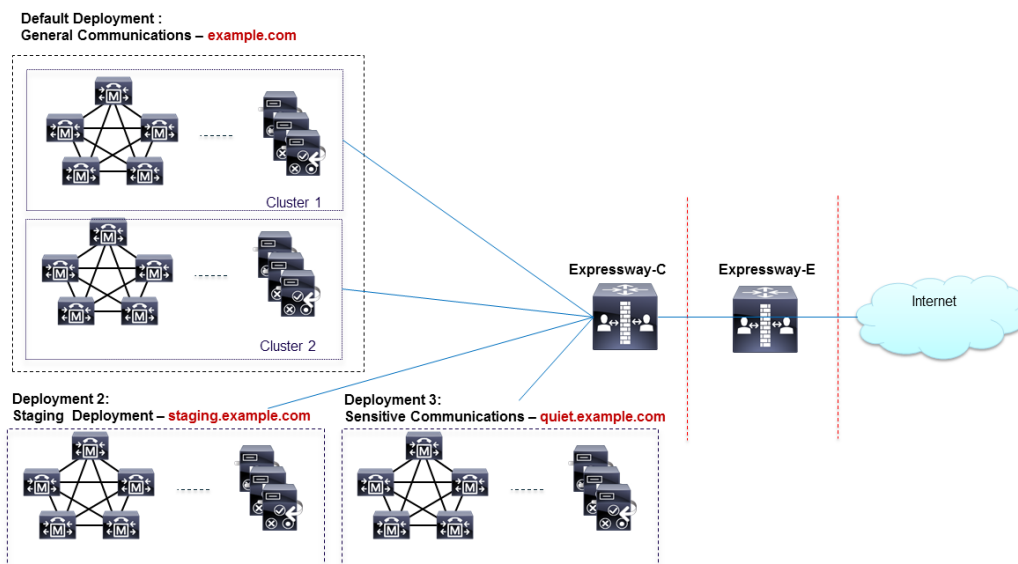 Default Deployment :
General Communications – example.com
M
M
M
M
M
Cluster 1
M
M
M
M
M
Cluster 2
Expressway-C
Expressway-E
Internet
Deployment 2:
Staging Deployment – staging.example.com
M
M
M
M
M
Deployment 3:
Sensitive Communications – quiet.example.com
M
M
M
M
M